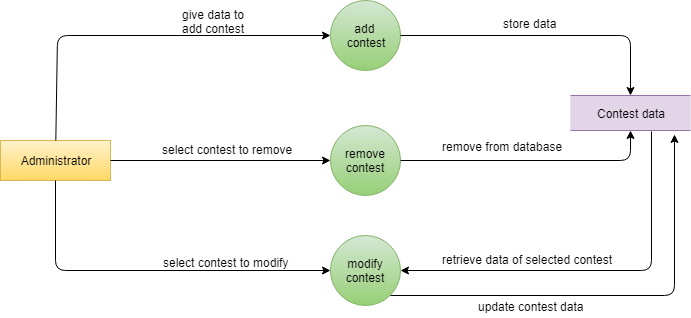 give data to
add contest
add
contest
store data
Contest data
Administrator
select contest to remove
remove
contest
remove from database
select contest to modify
modify
contest
retrieve data of selected contest
update contest data